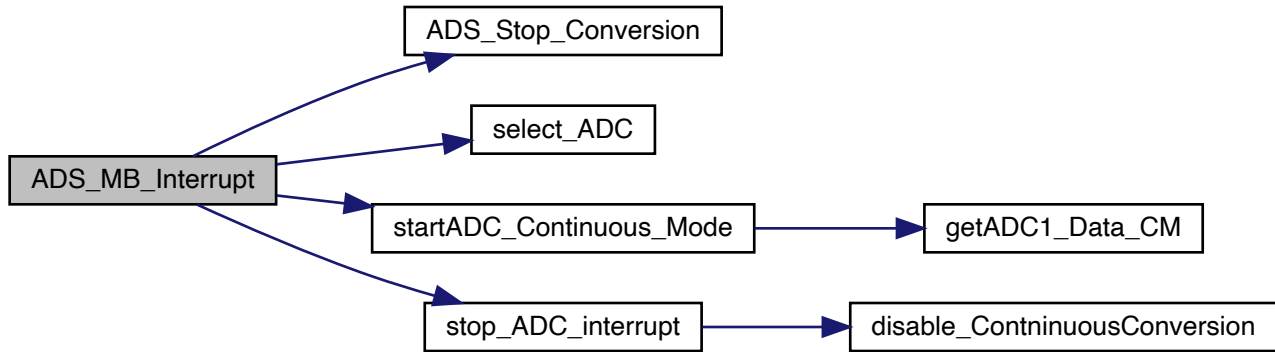 ADS_Stop_Conversion
select_ADC
ADS_MB_Interrupt
startADC_Continuous_Mode
getADC1_Data_CM
stop_ADC_interrupt
disable_ContninuousConversion